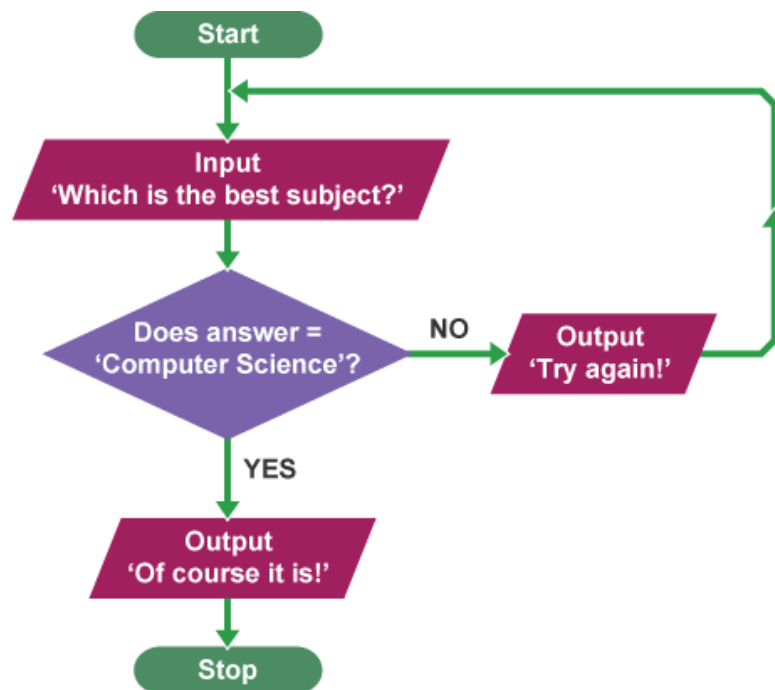 Start
Input
‘Which is the best subject?’
Does answer =
‘Computer Science’?
NO
Output
‘Try again!’
YES
Output
‘Of course it is!’
Stop